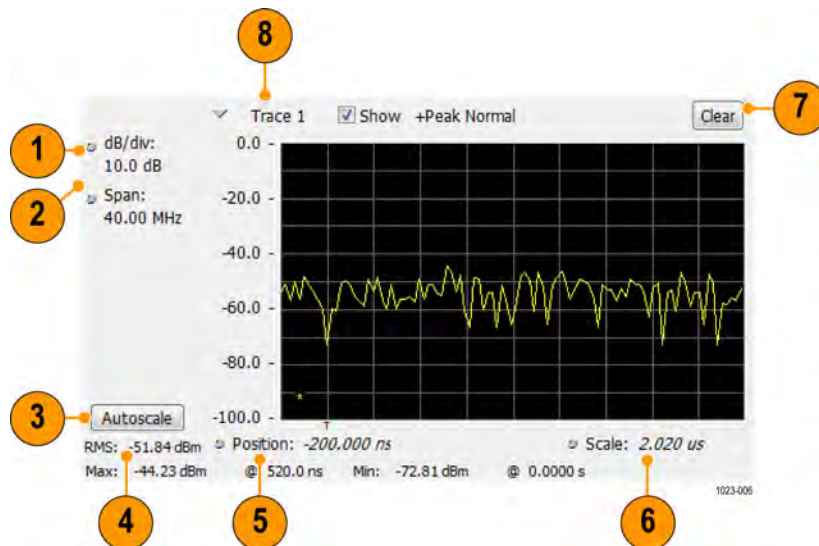 8
Trace 1 Show +Peak Normal Clear
7
1
dB/div:
10.0 dB
2
Span:
40.00 MHz
0.0
-20.0
-40.0
-60.0
-80.0
-100.0
3
Autoscale
T
RMS: -51.84 dBm Position: -200.000 ns Scale: 2.020 us
Max: -44.23 dBm @ 520.0 ns Min: -72.81 dBm @ 0.0000 s
1023-006
4
5
6